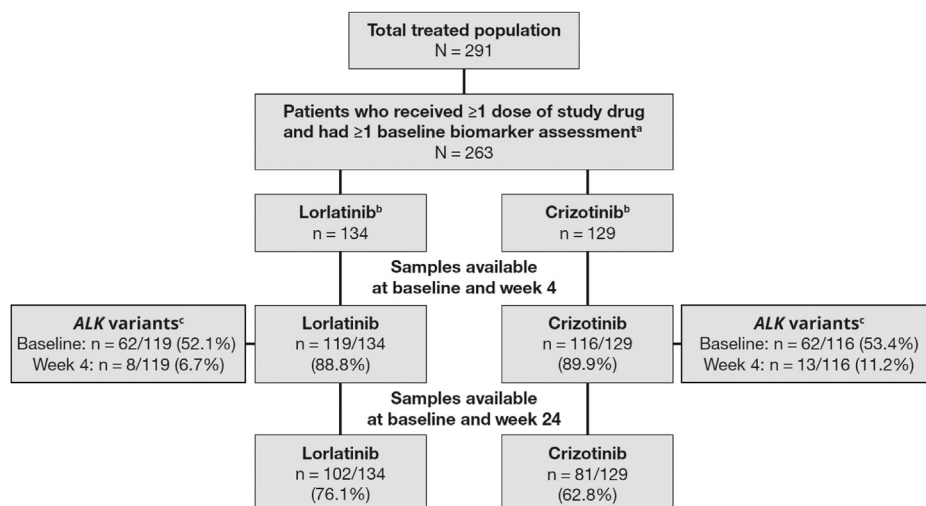 Total treated population
N = 291
Patients who received ≥1 dose of study drug
and had ≥1 baseline biomarker assessmentᵃ
N = 263
Lorlatinibᵇ
n = 134
Crizotinibᵇ
n = 129
Samples available
at baseline and week 4
ALK variantsᶜ
Baseline: n = 62/119 (52.1%)
Week 4: n = 8/119 (6.7%)
Lorlatinib
n = 119/134
(88.8%)
Crizotinib
n = 116/129
(89.9%)
ALK variantsᶜ
Baseline: n = 62/116 (53.4%)
Week 4: n = 13/116 (11.2%)
Samples available
at baseline and week 24
Lorlatinib
n = 102/134
(76.1%)
Crizotinib
n = 81/129
(62.8%)